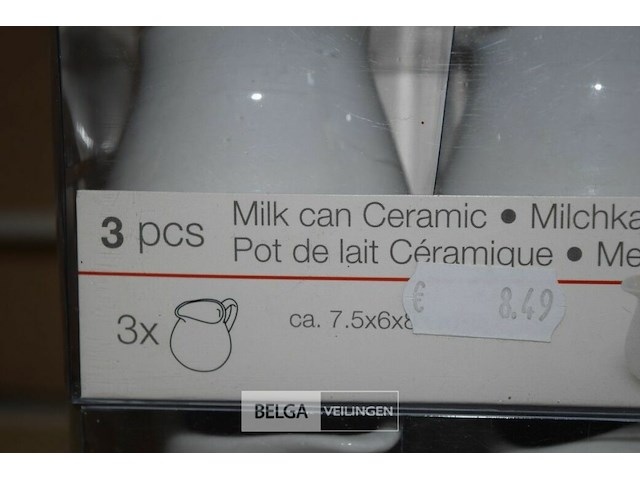 3 pcs
Milk can Ceramic • Milchka
Pot de lait Céramique • Me
3x
ca. 7.5x6x8
€ 8.49
BELGA VEILINGEN